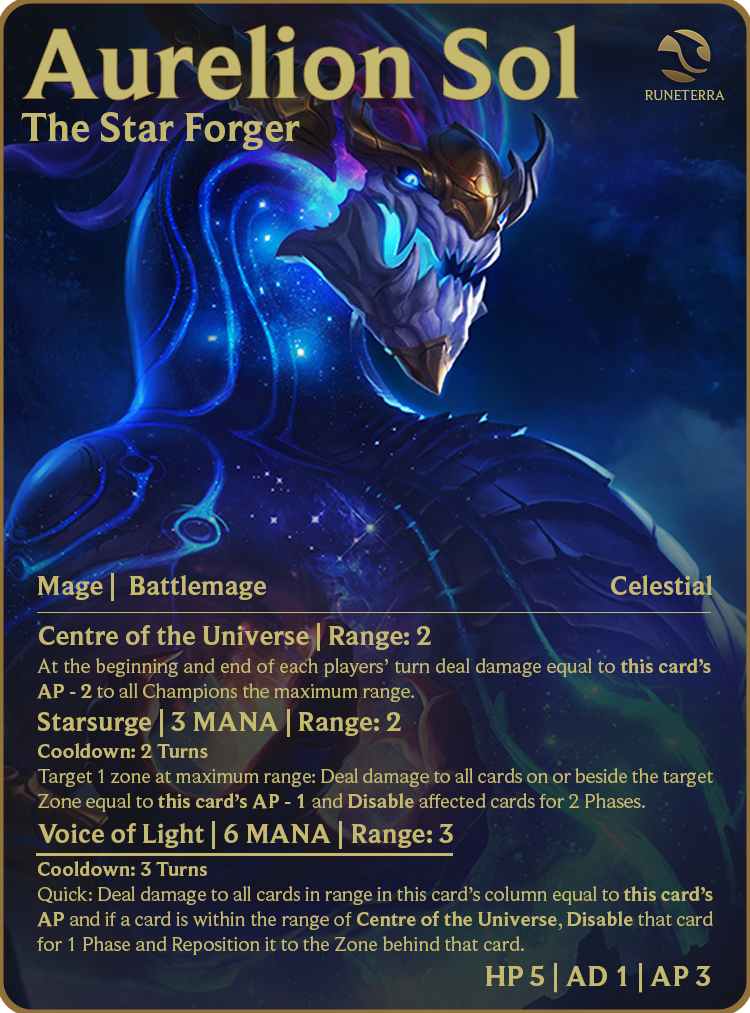 Aurelion Sol
The Star Forger
RUNETERRA
Mage | Battlemage
Celestial
Centre of the Universe | Range: 2
At the beginning and end of each players' turn deal damage equal to this card's
AP - 2 to all Champions the maximum range.
Starsurge | 3 MANA | Range: 2
Cooldown: 2 Turns
Target 1 zone at maximum range: Deal damage to all cards on or beside the target
Zone equal to this card's AP - 1 and Disable affected cards for 2 Phases.
Voice of Light | 6 MANA | Range: 3
Cooldown: 3 Turns
Quick: Deal damage to all cards in range in this card's column equal to this card's
AP and if a card is within the range of Centre of the Universe, Disable that card
for 1 Phase and Reposition it to the Zone behind that card.
HP 5 | AD 1 | AP 3